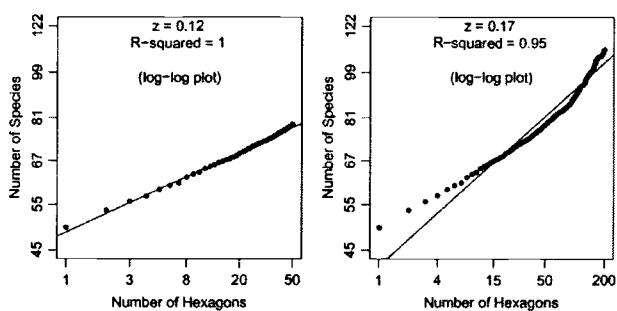 z = 0.12
R-squared = 1
(log-log plot)
122
99
81
67
55
45
Number of Species
1
3
8
20
50
Number of Hexagons
z = 0.17
R-squared = 0.95
(log-log plot)
122
99
81
67
55
45
Number of Species
1
4
15
50
200
Number of Hexagons